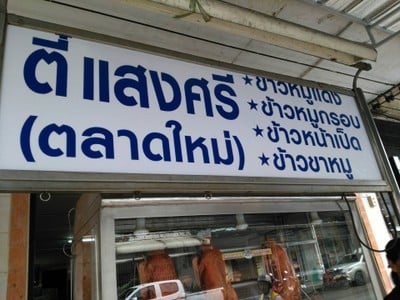 ตี๋แสงศรี
(ตลาดใหม่)
★ข้าวหมูแดง
★ข้าวหมูกรอบ
★ข้าวหน้าเป็ด
★ข้าวขาหมู